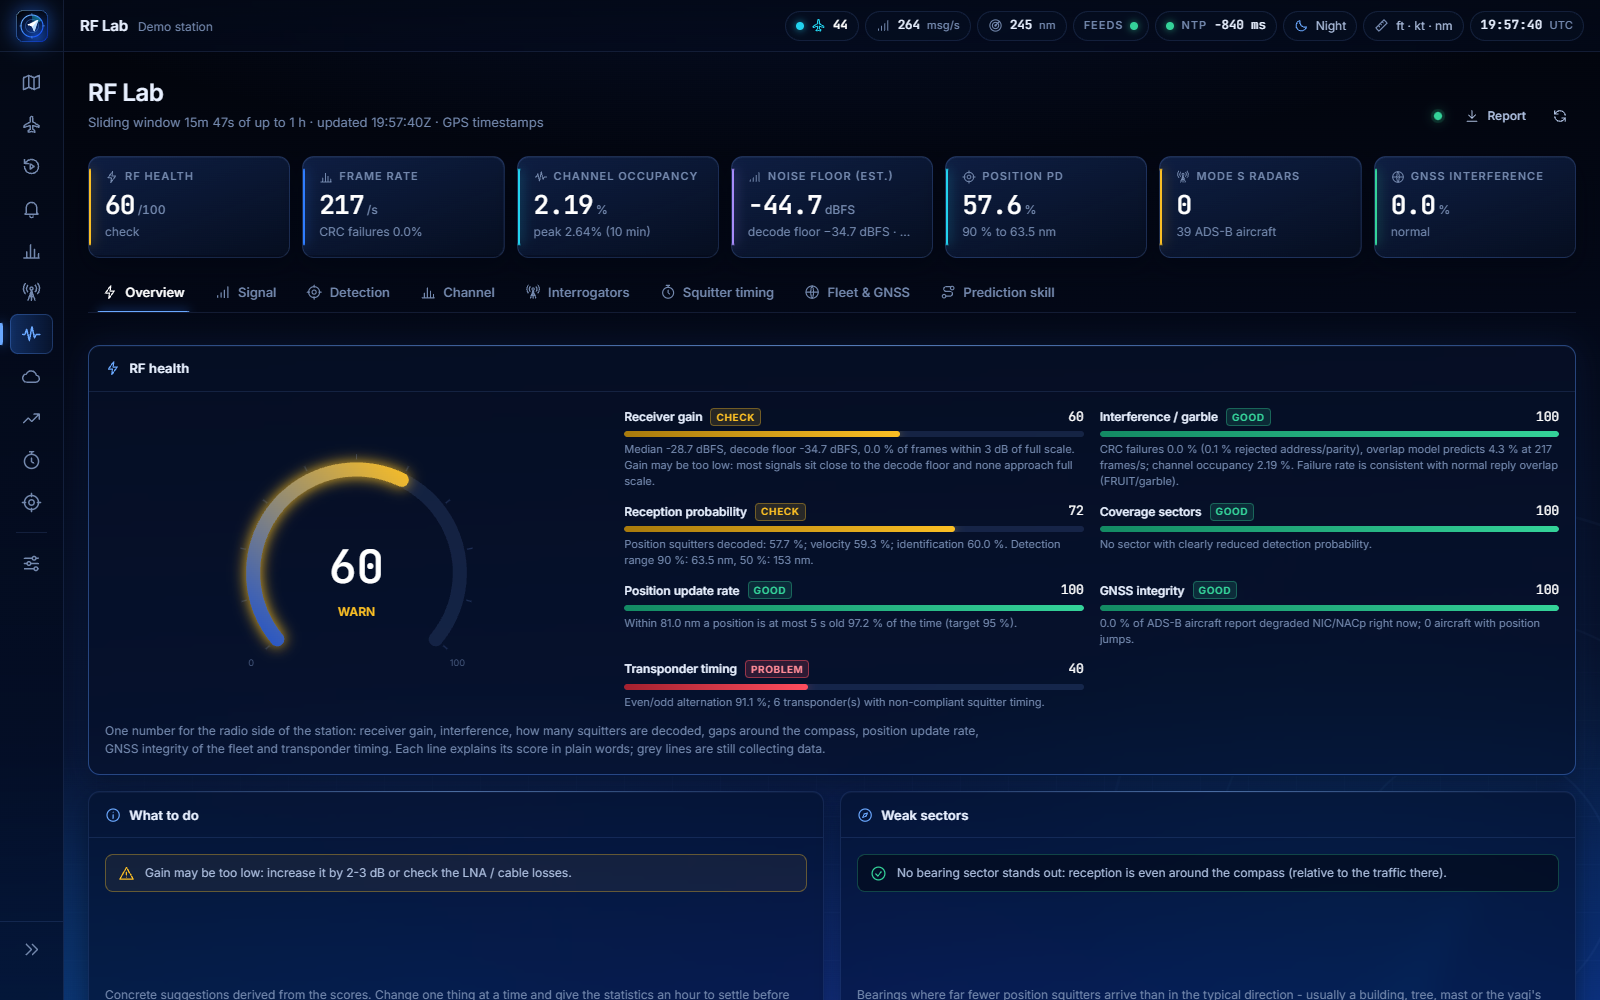 RF Lab Demo station
44
264 msg/s
245 nm
FEEDS
NTP -840 ms
Night
ft · kt · nm
19:57:40 UTC
RF Lab
Sliding window 15m 47s of up to 1 h · updated 19:57:40Z · GPS timestamps
Report
RF HEALTH
60 /100
check
FRAME RATE
217 /s
CRC failures 0.0%
CHANNEL OCCUPANCY
2.19 %
peak 2.64% (10 min)
NOISE FLOOR (EST.)
-44.7 dBFS
decode floor −34.7 dBFS · ...
POSITION PD
57.6 %
90 % to 63.5 nm
MODE S RADARS
0
39 ADS-B aircraft
GNSS INTERFERENCE
0.0 %
normal
Overview
Signal
Detection
Channel
Interrogators
Squitter timing
Fleet & GNSS
Prediction skill
RF health
60
WARN
0
100
Receiver gain CHECK 60
Median -28.7 dBFS, decode floor -34.7 dBFS, 0.0 % of frames within 3 dB of full scale.
Gain may be too low: most signals sit close to the decode floor and none approach full
scale.
Interference / garble GOOD 100
CRC failures 0.0 % (0.1 % rejected address/parity), overlap model predicts 4.3 % at 217
frames/s; channel occupancy 2.19 %. Failure rate is consistent with normal reply overlap
(FRUIT/garble).
Reception probability CHECK 72
Position squitters decoded: 57.7 %; velocity 59.3 %; identification 60.0 %. Detection
range 90 %: 63.5 nm, 50 %: 153 nm.
Coverage sectors GOOD 100
No sector with clearly reduced detection probability.
Position update rate GOOD 100
Within 81.0 nm a position is at most 5 s old 97.2 % of the time (target 95 %).
GNSS integrity GOOD 100
0.0 % of ADS-B aircraft report degraded NIC/NACp right now; 0 aircraft with position
jumps.
Transponder timing PROBLEM 40
Even/odd alternation 91.1 %; 6 transponder(s) with non-compliant squitter timing.
One number for the radio side of the station: receiver gain, interference, how many squitters are decoded, gaps around the compass, position update rate,
GNSS integrity of the fleet and transponder timing. Each line explains its score in plain words; grey lines are still collecting data.
What to do
Gain may be too low: increase it by 2-3 dB or check the LNA / cable losses.
Concrete suggestions derived from the scores. Change one thing at a time and give the statistics an hour to settle before
Weak sectors
No bearing sector stands out: reception is even around the compass (relative to the traffic there).
Bearings where far fewer position squitters arrive than in the typical direction - usually a building, tree, mast or the yagi's